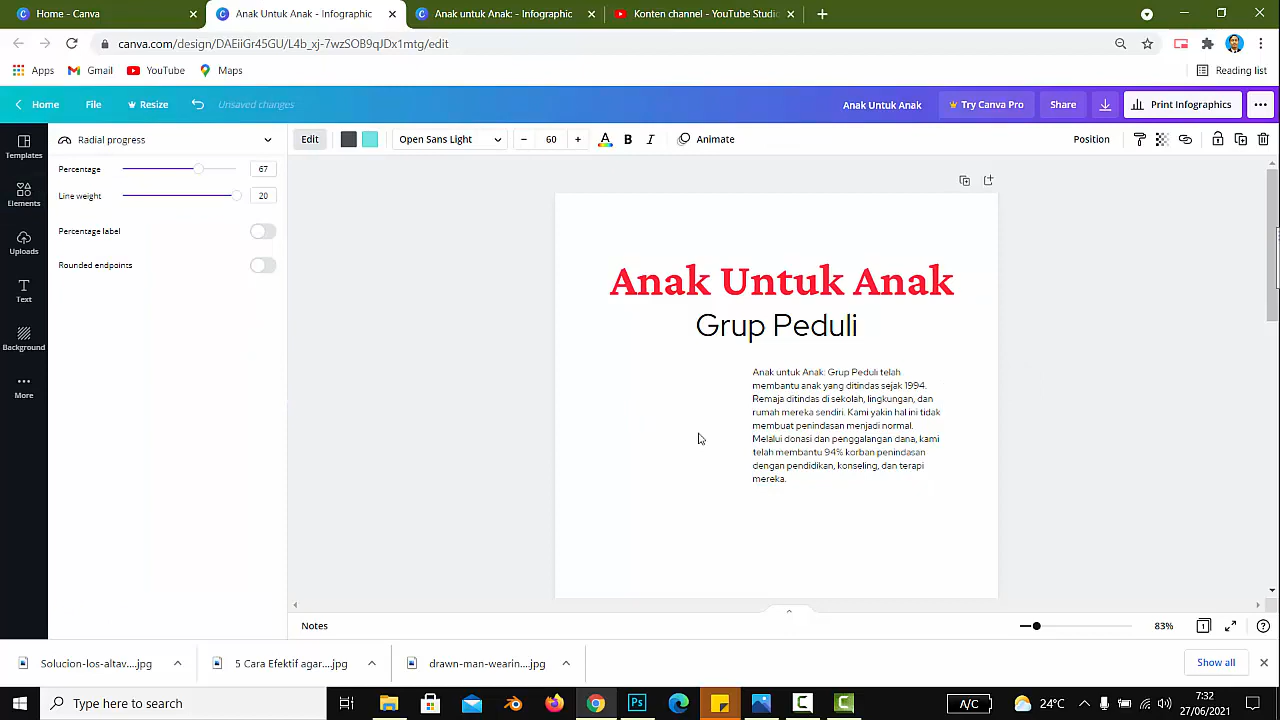 Home - Canva
Anak Untuk Anak - Infographic
Anak untuk Anak: - Infographic
Konten channel - YouTube Studio
canva.com/design/DAEiiGr45GU/L4b_xj-7wzSOB9qJDx1mtg/edit
Apps
Gmail
YouTube
Maps
Reading list
Home
File
Resize
Unsaved changes
Anak Untuk Anak
Try Canva Pro
Share
Print Infographics
Templates
Elements
Uploads
Text
Background
More
Radial progress
Percentage
67
Line weight
20
Percentage label
Rounded endpoints
Edit
Open Sans Light
60
A
B
I
Animate
Position
Anak Untuk Anak
Grup Peduli
Anak untuk Anak: Grup Peduli telah
membantu anak yang ditindas sejak 1994.
Remaja ditindas di sekolah, lingkungan, dan
rumah mereka sendiri. Kami yakin hal ini tidak
membuat penindasan menjadi normal.
Melalui donasi dan penggalangan dana, kami
telah membantu 94% korban penindasan
dengan pendidikan, konseling, dan terapi
mereka.
Notes
83%
1
Solucion-los-altav....jpg
5 Cara Efektif agar....jpg
drawn-man-wearin....jpg
Show all
Type here to search
Ps
A/C
24°C
7:32
27/06/2021